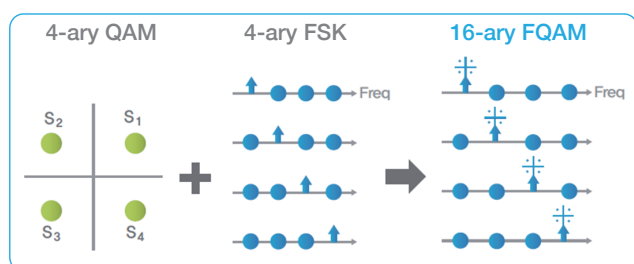 4-ary QAM
4-ary FSK
16-ary FQAM
S2
S1
S3
S4
Freq
Freq